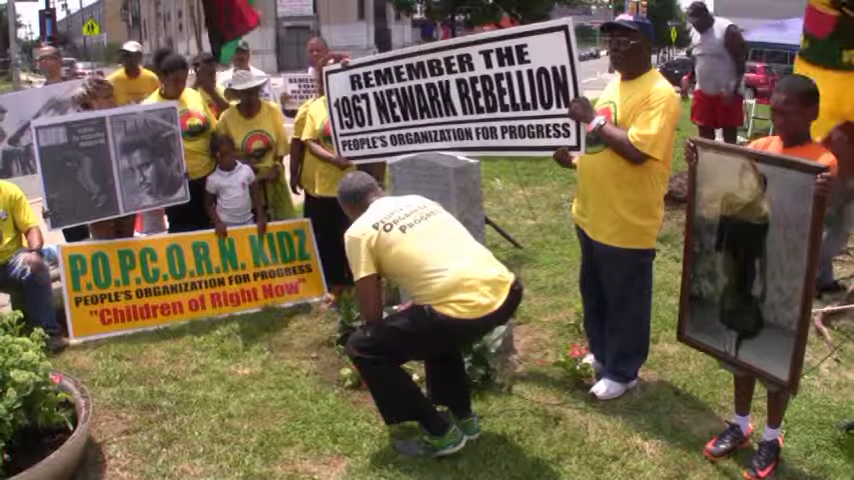 REMEMBER THE
1967 NEWARK REBELLION
PEOPLE'S ORGANIZATION FOR PROGRESS
P.O.P.C.O.R.N. KIDZ
PEOPLE'S ORGANIZATION FOR PROGRESS
"Children of Right Now"
PEOPLE'S
ORGANIZATION
PROGRESS